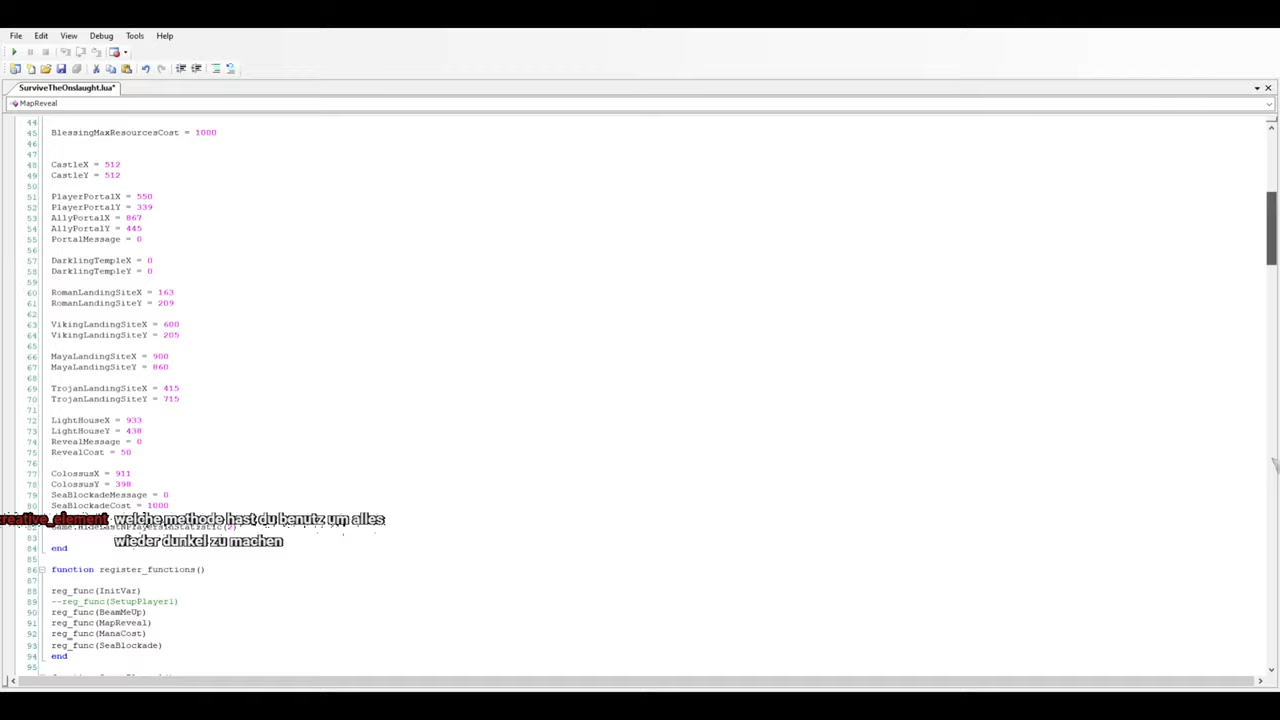 File Edit View Debug Tools Help
SurviveTheOnslaught.lua*
MapReveal
44
45 BlessingMaxResourcesCost = 1000
46
47
48 CastleX = 512
49 CastleY = 512
50
51 PlayerPortalX = 550
52 PlayerPortalY = 339
53 AllyPortalX = 867
54 AllyPortalY = 445
55 PortalMessage = 0
56
57 DarklingTempleX = 0
58 DarklingTempleY = 0
59
60 RomanLandingSiteX = 163
61 RomanLandingSiteY = 209
62
63 VikingLandingSiteX = 600
64 VikingLandingSiteY = 205
65
66 MayaLandingSiteX = 900
67 MayaLandingSiteY = 860
68
69 TrojanLandingSiteX = 415
70 TrojanLandingSiteY = 715
71
72 LightHouseX = 933
73 LightHouseY = 438
74 RevealMessage = 0
75 RevealCost = 50
76
77 ColossusX = 911
78 ColossusY = 398
79 SeaBlockadeMessage = 0
80 SeaBlockadeCost = 1000
creative_element welche methode hast du benutz um alles
82 Game.HideLastNPlayersInStatistic(2)
wieder dunkel zu machen
83
84 end
85
86 function register_functions()
87
88 reg_func(InitVar)
89 --reg_func(SetupPlayer1)
90 reg_func(BeamMeUp)
91 reg_func(MapReveal)
92 reg_func(ManaCost)
93 reg_func(SeaBlockade)
94 end
95